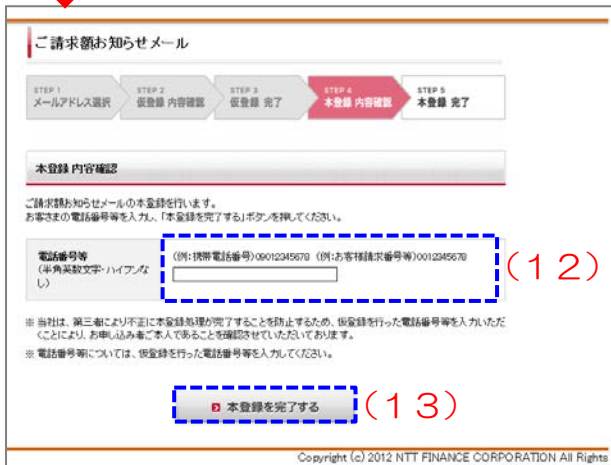 ご請求額お知らせメール
STEP 1
メールアドレス選択
STEP 2
仮登録 内容確認
STEP 3
仮登録 完了
STEP 4
本登録 内容確認
STEP 5
本登録 完了
本登録 内容確認
ご請求額お知らせメールの本登録を行います。
お客さまの電話番号等を入力し、「本登録を完了する」ボタンを押してください。
電話番号等
(半角英数文字・ハイフンな
し)
(例:携帯電話番号)09012345678 (例:お客様請求番号等)0012345678
(12)
※ 当社は、第三者により不正に本登録処理が完了することを防止するため、仮登録を行った電話番号等を入力いただ
くことにより、お申し込み者ご本人であることを確認させていただいております。
※ 電話番号等については、仮登録を行った電話番号等を入力してください。
本登録を完了する
(13)
Copyright (c) 2012 NTT FINANCE CORPORATION All Rights